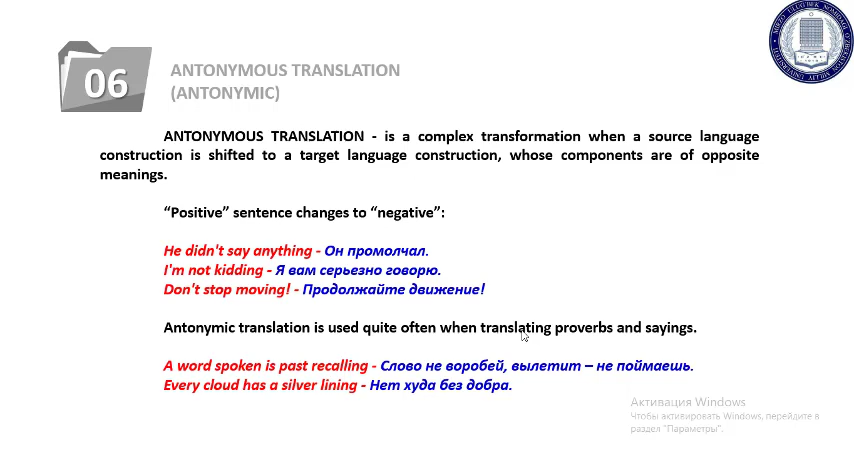 06
ANTONYMOUS TRANSLATION
(ANTONYMIC)
ANTONYMOUS TRANSLATION - is a complex transformation when a source language
construction is shifted to a target language construction, whose components are of opposite
meanings.
“Positive” sentence changes to “negative”:
He didn't say anything - Он промолчал.
I'm not kidding - Я вам серьезно говорю.
Don't stop moving! - Продолжайте движение!
Antonymic translation is used quite often when translating proverbs and sayings.
A word spoken is past recalling - Слово не воробей, вылетит – не поймаешь.
Every cloud has a silver lining - Нет худа без добра.
Активация Windows
Чтобы активировать Windows, перейдите в
раздел "Параметры".